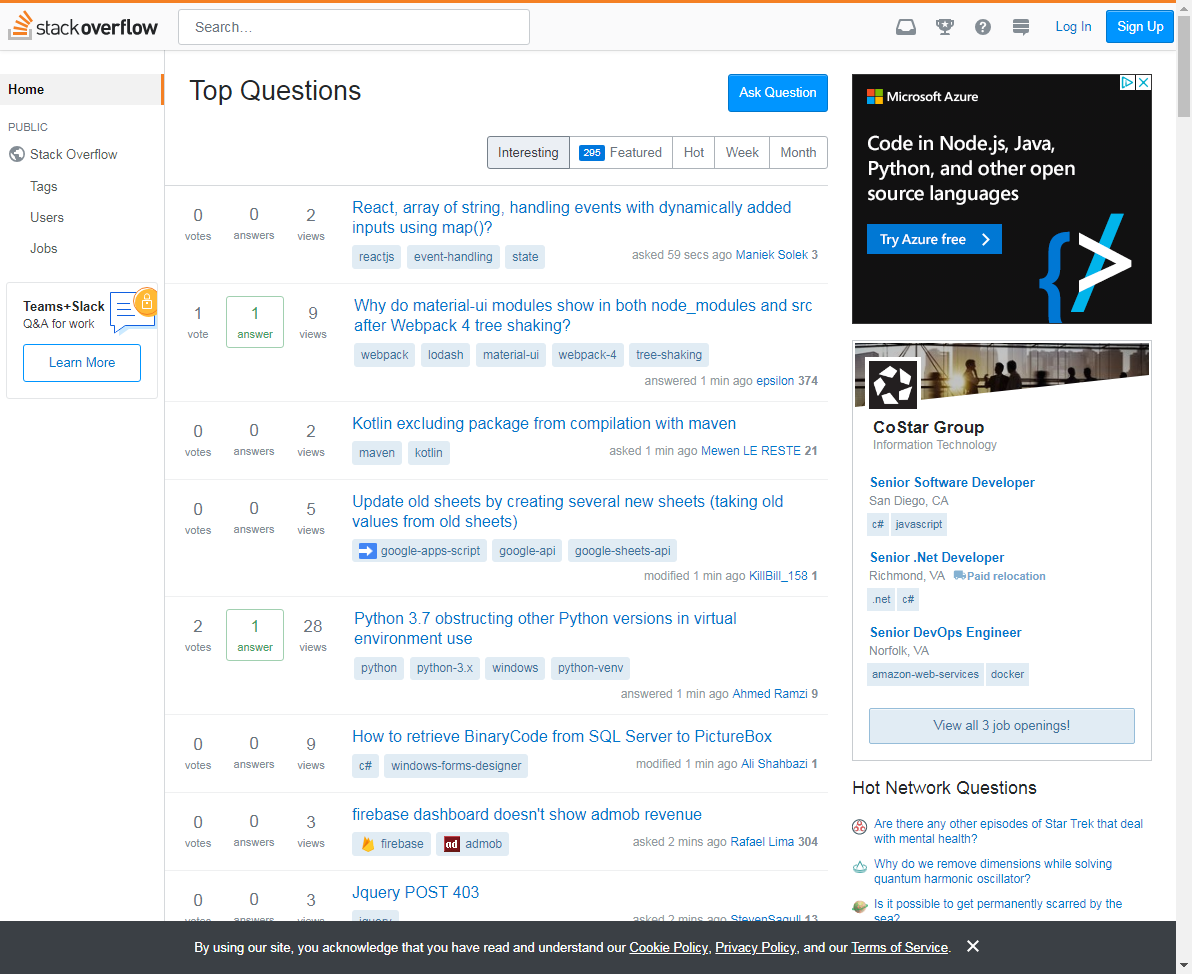 stackoverflow
Search…
Log In
Sign Up
Home
PUBLIC
Stack Overflow
Tags
Users
Jobs
Teams+Slack
Q&A for work
Learn More
Top Questions
Ask Question
Interesting
295 Featured
Hot
Week
Month
0 votes
0 answers
2 views
React, array of string, handling events with dynamically added
inputs using map()?
reactjs event-handling state
asked 59 secs ago Maniek Solek 3
1 vote
1 answer
9 views
Why do material-ui modules show in both node_modules and src
after Webpack 4 tree shaking?
webpack lodash material-ui webpack-4 tree-shaking
answered 1 min ago epsilon 374
0 votes
0 answers
2 views
Kotlin excluding package from compilation with maven
maven kotlin
asked 1 min ago Mewen LE RESTE 21
0 votes
0 answers
5 views
Update old sheets by creating several new sheets (taking old
values from old sheets)
google-apps-script google-api google-sheets-api
modified 1 min ago KillBill_158 1
2 votes
1 answer
28 views
Python 3.7 obstructing other Python versions in virtual
environment use
python python-3.x windows python-venv
answered 1 min ago Ahmed Ramzi 9
0 votes
0 answers
9 views
How to retrieve BinaryCode from SQL Server to PictureBox
c# windows-forms-designer
modified 1 min ago Ali Shahbazi 1
0 votes
0 answers
3 views
firebase dashboard doesn't show admob revenue
firebase ad admob
asked 2 mins ago Rafael Lima 304
0 votes
0 answers
3 views
Jquery POST 403
jquery
asked 2 mins ago StevenSagull 13
Microsoft Azure
Code in Node.js, Java,
Python, and other open
source languages
Try Azure free
CoStar Group
Information Technology
Senior Software Developer
San Diego, CA
c# javascript
Senior .Net Developer
Richmond, VA Paid relocation
.net c#
Senior DevOps Engineer
Norfolk, VA
amazon-web-services docker
View all 3 job openings!
Hot Network Questions
Are there any other episodes of Star Trek that deal
with mental health?
Why do we remove dimensions while solving
quantum harmonic oscillator?
Is it possible to get permanently scarred by the
sea?
By using our site, you acknowledge that you have read and understand our Cookie Policy, Privacy Policy, and our Terms of Service.